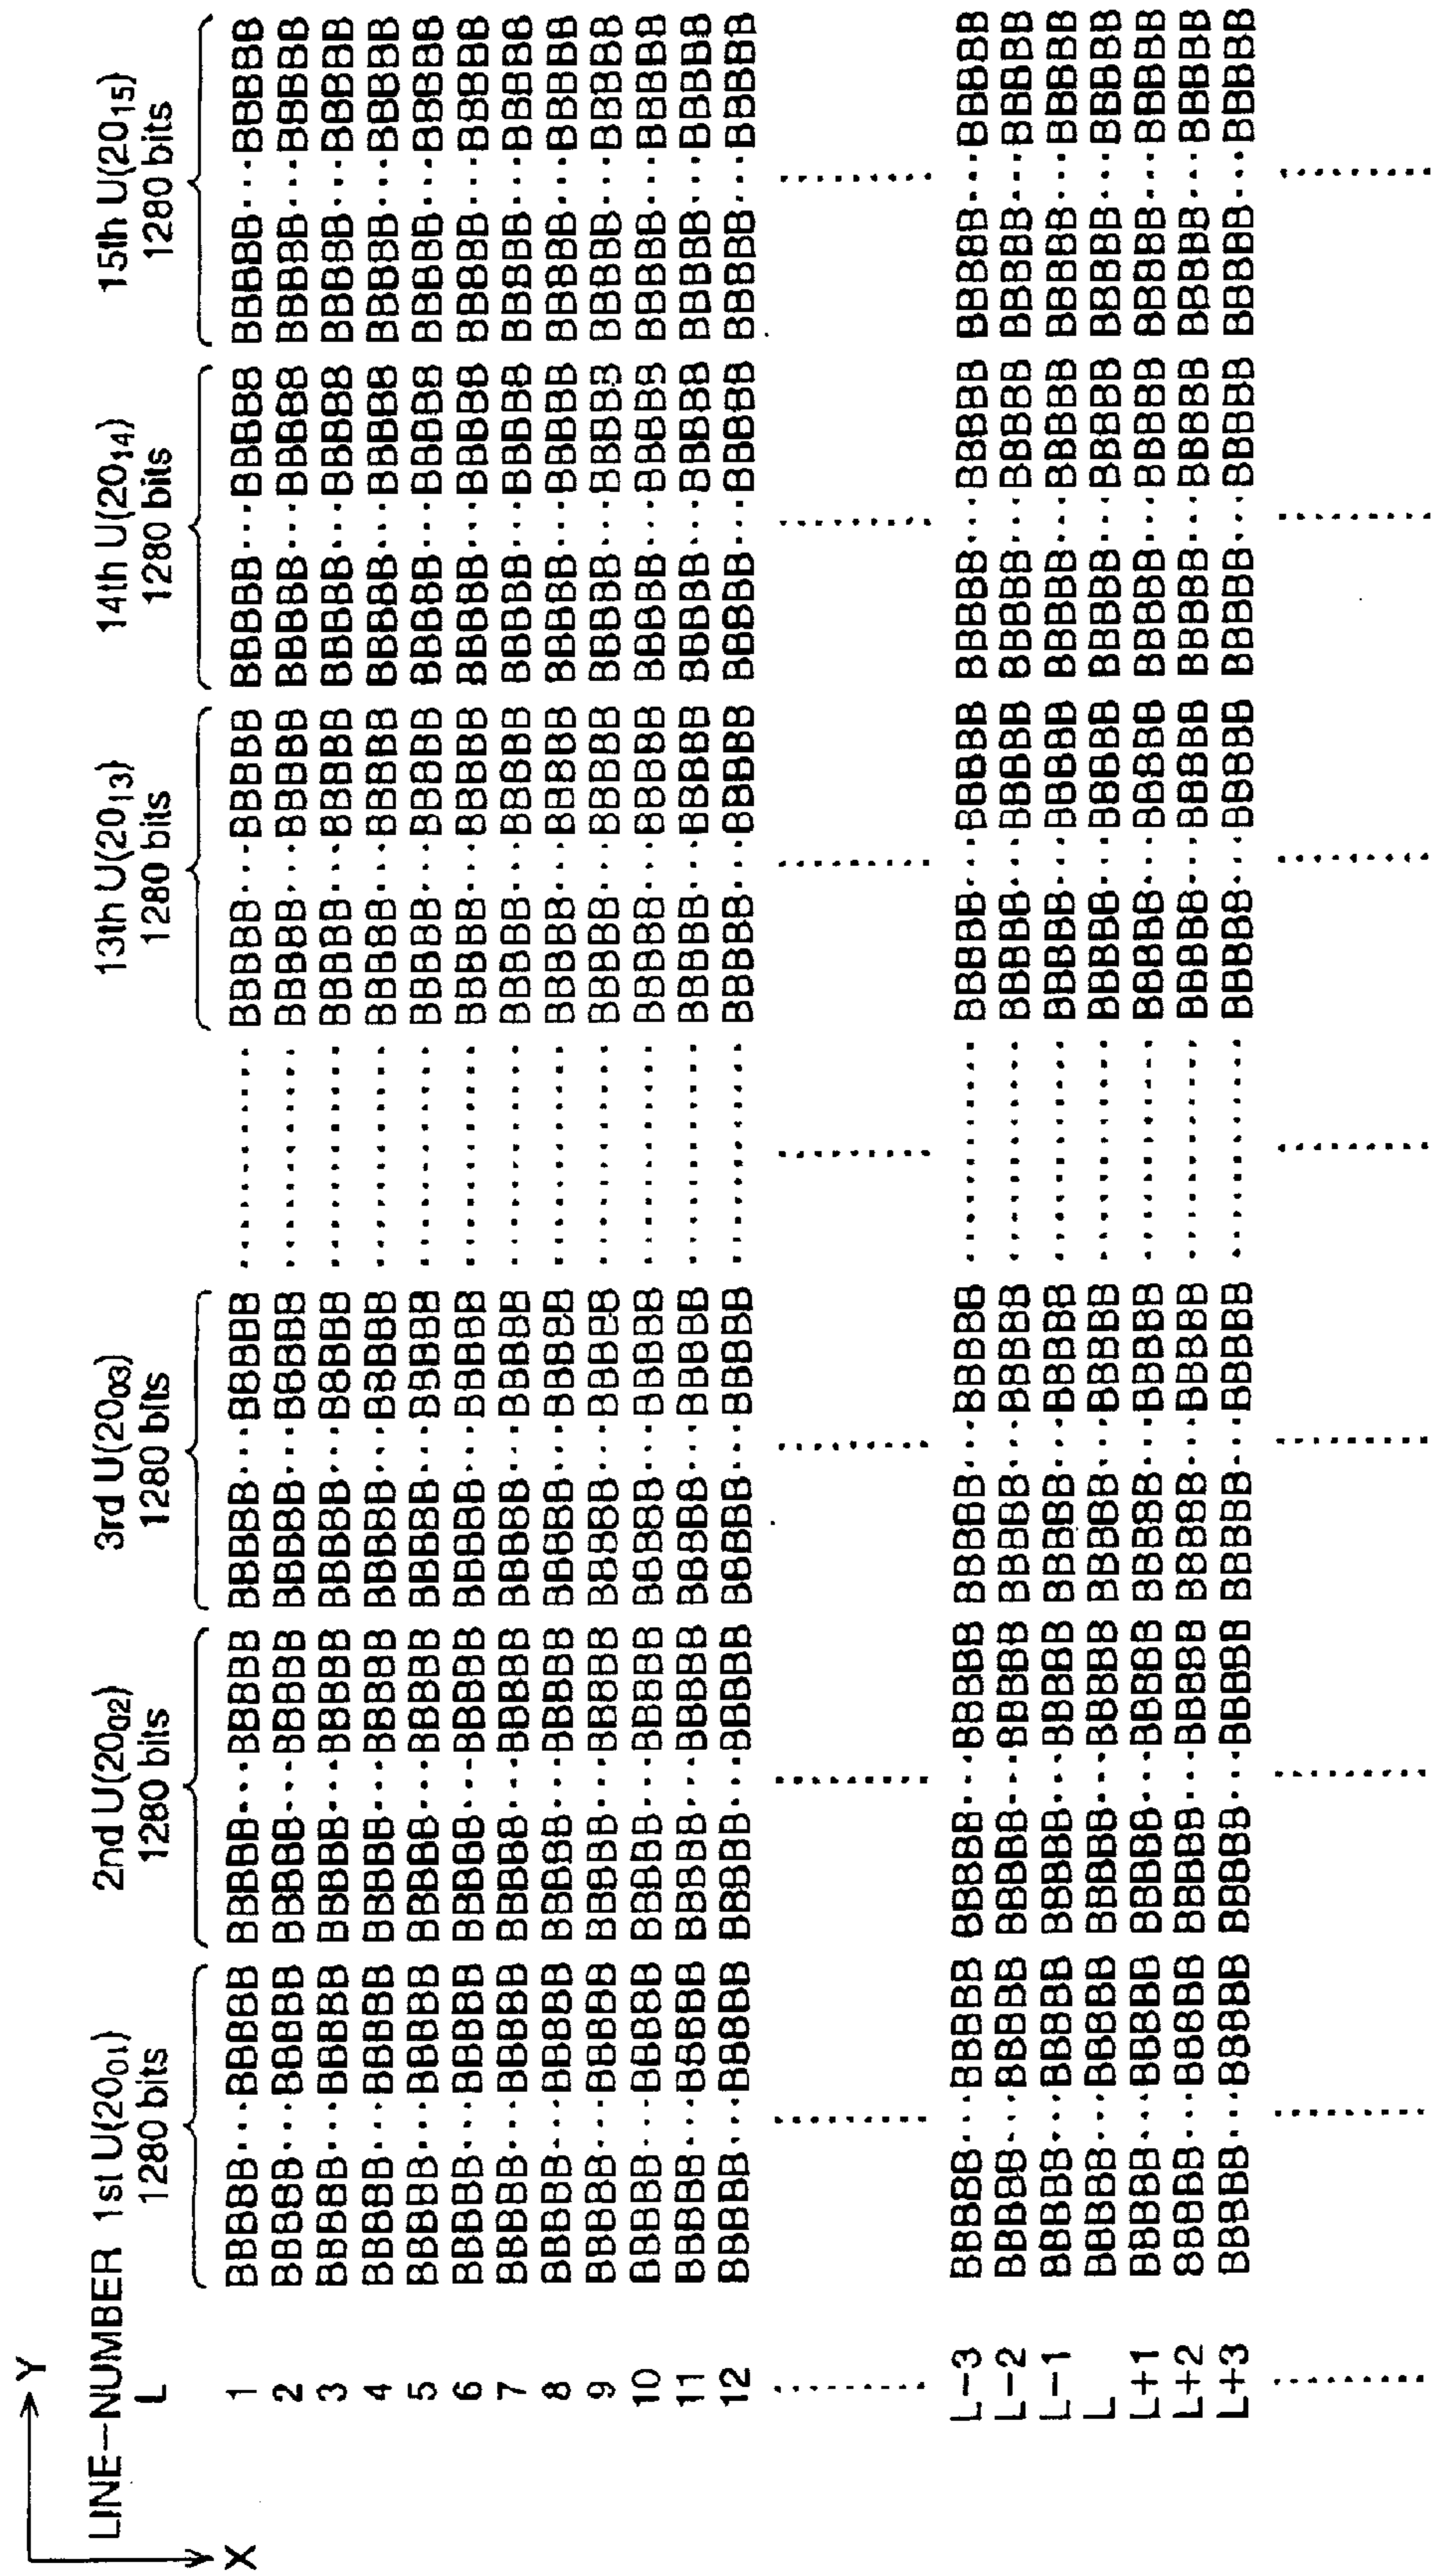 Y
X
LINE-NUMBER 1st U(20₀₁) 2nd U(20₀₂) 3rd U(20₀₃) 13th U(20₁₃) 14th U(20₁₄) 15th U(20₁₅)
L 1280 bits 1280 bits 1280 bits 1280 bits 1280 bits 1280 bits
1 BBBBB···BBBBB BBBBB···BBBBB BBBBB···BBBBB ············ BBBBB···BBBBB BBBBB···BBBBB BBBBB···BBBBB
2 BBBBB···BBBBB BBBBB···BBBBB BBBBB···BBBBB ············ BBBBB···BBBBB BBBBB···BBBBB BBBBB···BBBBB
3 BBBBB···BBBBB BBBBB···BBBBB BBBBB···BBBBB ············ BBBBB···BBBBB BBBBB···BBBBB BBBBB···BBBBB
4 BBBBB···BBBBB BBBBB···BBBBB BBBBB···BBBBB ············ BBBBB···BBBBB BBBBB···BBBBB BBBBB···BBBBB
5 BBBBB···BBBBB BBBBB···BBBBB BBBBB···BBBBB ············ BBBBB···BBBBB BBBBB···BBBBB BBBBB···BBBBB
6 BBBBB···BBBBB BBBBB···BBBBB BBBBB···BBBBB ············ BBBBB···BBBBB BBBBB···BBBBB BBBBB···BBBBB
7 BBBBB···BBBBB BBBBB···BBBBB BBBBB···BBBBB ············ BBBBB···BBBBB BBBBB···BBBBB BBBBB···BBBBB
8 BBBBB···BBBBB BBBBB···BBBBB BBBBB···BBBBB ············ BBBBB···BBBBB BBBBB···BBBBB BBBBB···BBBBB
9 BBBBB···BBBBB BBBBB···BBBBB BBBBB···BBBBB ············ BBBBB···BBBBB BBBBB···BBBBB BBBBB···BBBBB
10 BBBBB···BBBBB BBBBB···BBBBB BBBBB···BBBBB ············ BBBBB···BBBBB BBBBB···BBBBB BBBBB···BBBBB
11 BBBBB···BBBBB BBBBB···BBBBB BBBBB···BBBBB ············ BBBBB···BBBBB BBBBB···BBBBB BBBBB···BBBBB
12 BBBBB···BBBBB BBBBB···BBBBB BBBBB···BBBBB ············ BBBBB···BBBBB BBBBB···BBBBB BBBBB···BBBBB
L-3 BBBBB···BBBBB BBBBB···BBBBB BBBBB···BBBBB ············ BBBBB···BBBBB BBBBB···BBBBB BBBBB···BBBBB
L-2 BBBBB···BBBBB BBBBB···BBBBB BBBBB···BBBBB ············ BBBBB···BBBBB BBBBB···BBBBB BBBBB···BBBBB
L-1 BBBBB···BBBBB BBBBB···BBBBB BBBBB···BBBBB ············ BBBBB···BBBBB BBBBB···BBBBB BBBBB···BBBBB
L BBBBB···BBBBB BBBBB···BBBBB BBBBB···BBBBB ············ BBBBB···BBBBB BBBBB···BBBBB BBBBB···BBBBB
L+1 BBBBB···BBBBB BBBBB···BBBBB BBBBB···BBBBB ············ BBBBB···BBBBB BBBBB···BBBBB BBBBB···BBBBB
L+2 BBBBB···BBBBB BBBBB···BBBBB BBBBB···BBBBB ············ BBBBB···BBBBB BBBBB···BBBBB BBBBB···BBBBB
L+3 BBBBB···BBBBB BBBBB···BBBBB BBBBB···BBBBB ············ BBBBB···BBBBB BBBBB···BBBBB BBBBB···BBBBB